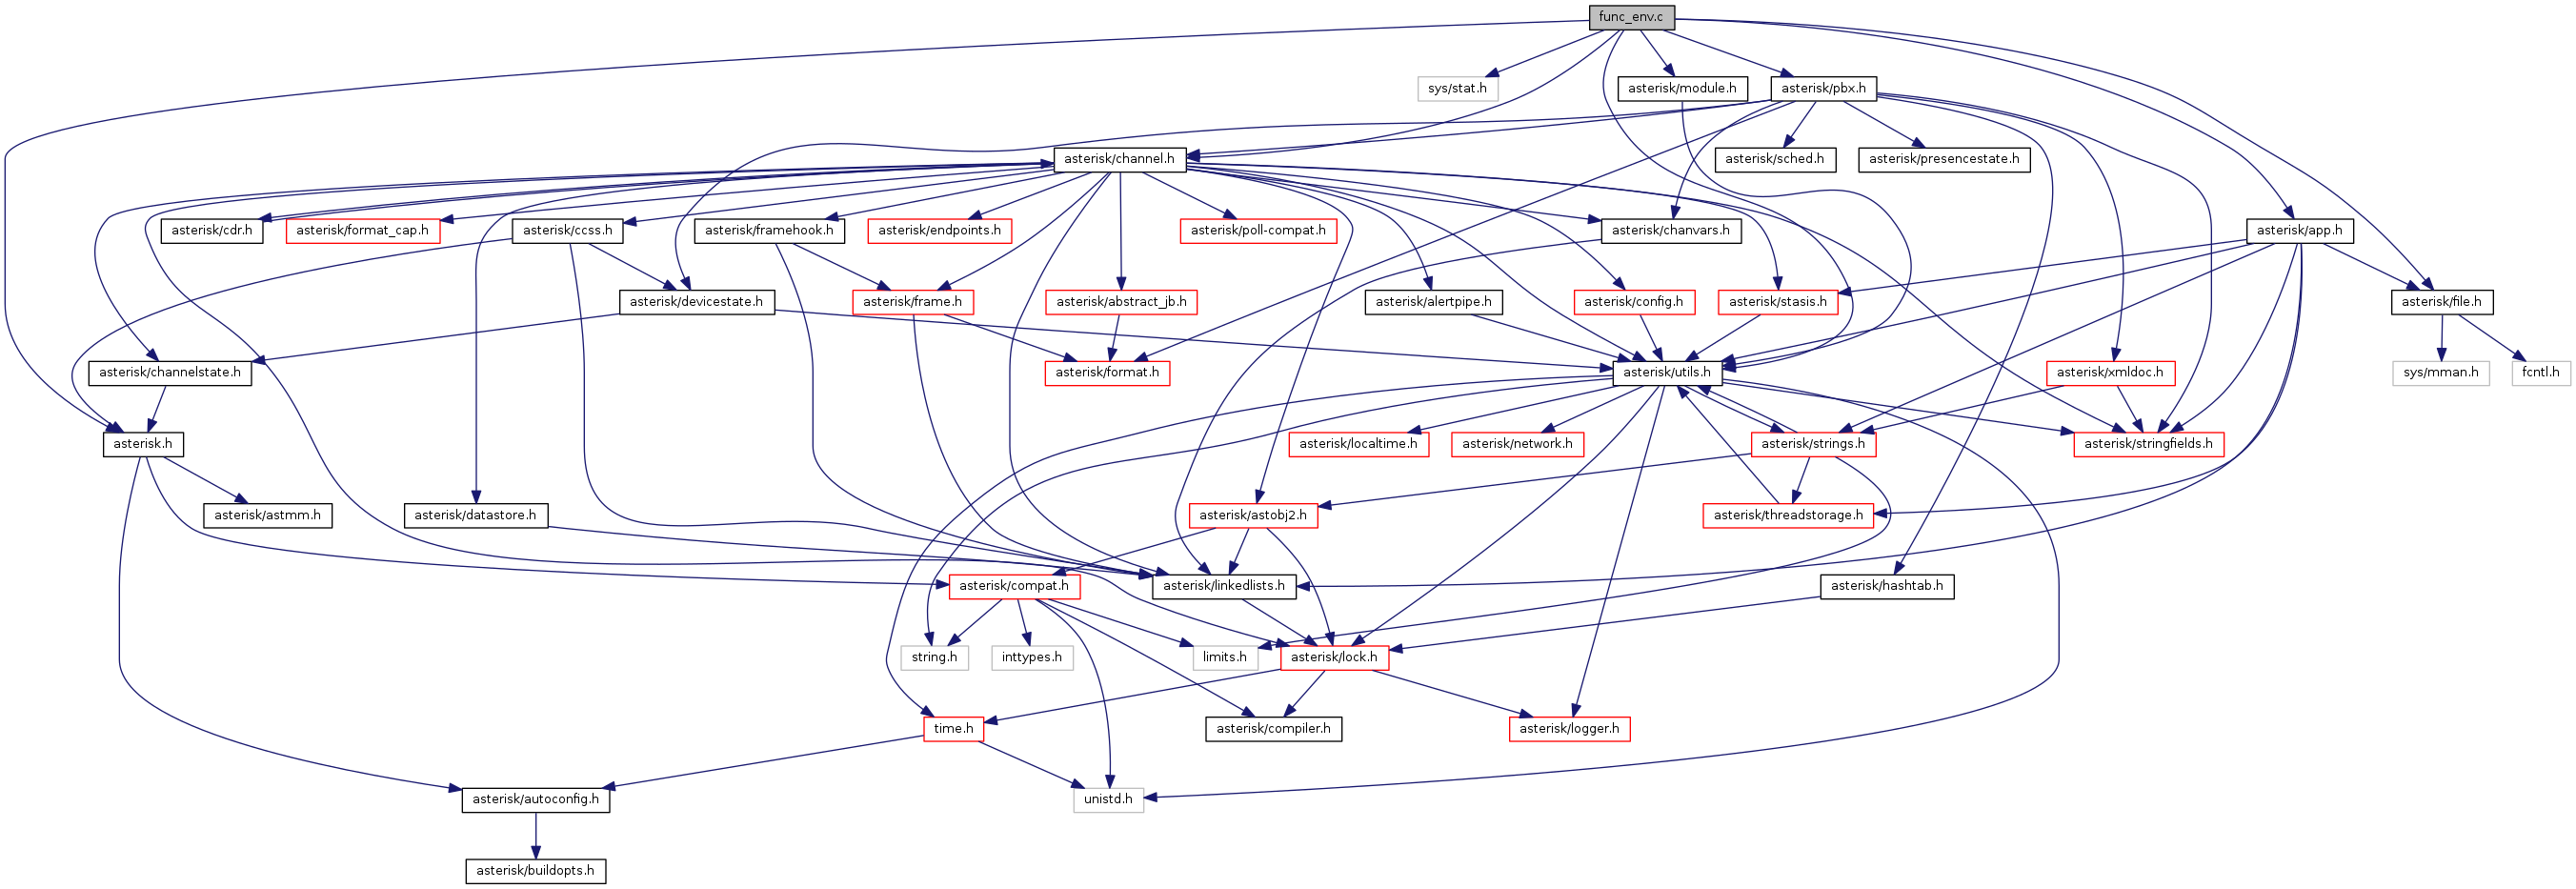 func_env.c
sys/stat.h
asterisk/module.h
asterisk/pbx.h
asterisk/channel.h
asterisk/sched.h
asterisk/presencestate.h
asterisk/cdr.h
asterisk/format_cap.h
asterisk/ccss.h
asterisk/framehook.h
asterisk/endpoints.h
asterisk/poll-compat.h
asterisk/chanvars.h
asterisk/app.h
asterisk/devicestate.h
asterisk/frame.h
asterisk/abstract_jb.h
asterisk/alertpipe.h
asterisk/config.h
asterisk/stasis.h
asterisk/file.h
asterisk/channelstate.h
asterisk/format.h
asterisk/utils.h
asterisk/xmldoc.h
sys/mman.h
fcntl.h
asterisk.h
asterisk/localtime.h
asterisk/network.h
asterisk/strings.h
asterisk/stringfields.h
asterisk/astmm.h
asterisk/datastore.h
asterisk/astobj2.h
asterisk/threadstorage.h
asterisk/compat.h
asterisk/linkedlists.h
asterisk/hashtab.h
string.h
inttypes.h
limits.h
asterisk/lock.h
time.h
asterisk/compiler.h
asterisk/logger.h
asterisk/autoconfig.h
unistd.h
asterisk/buildopts.h